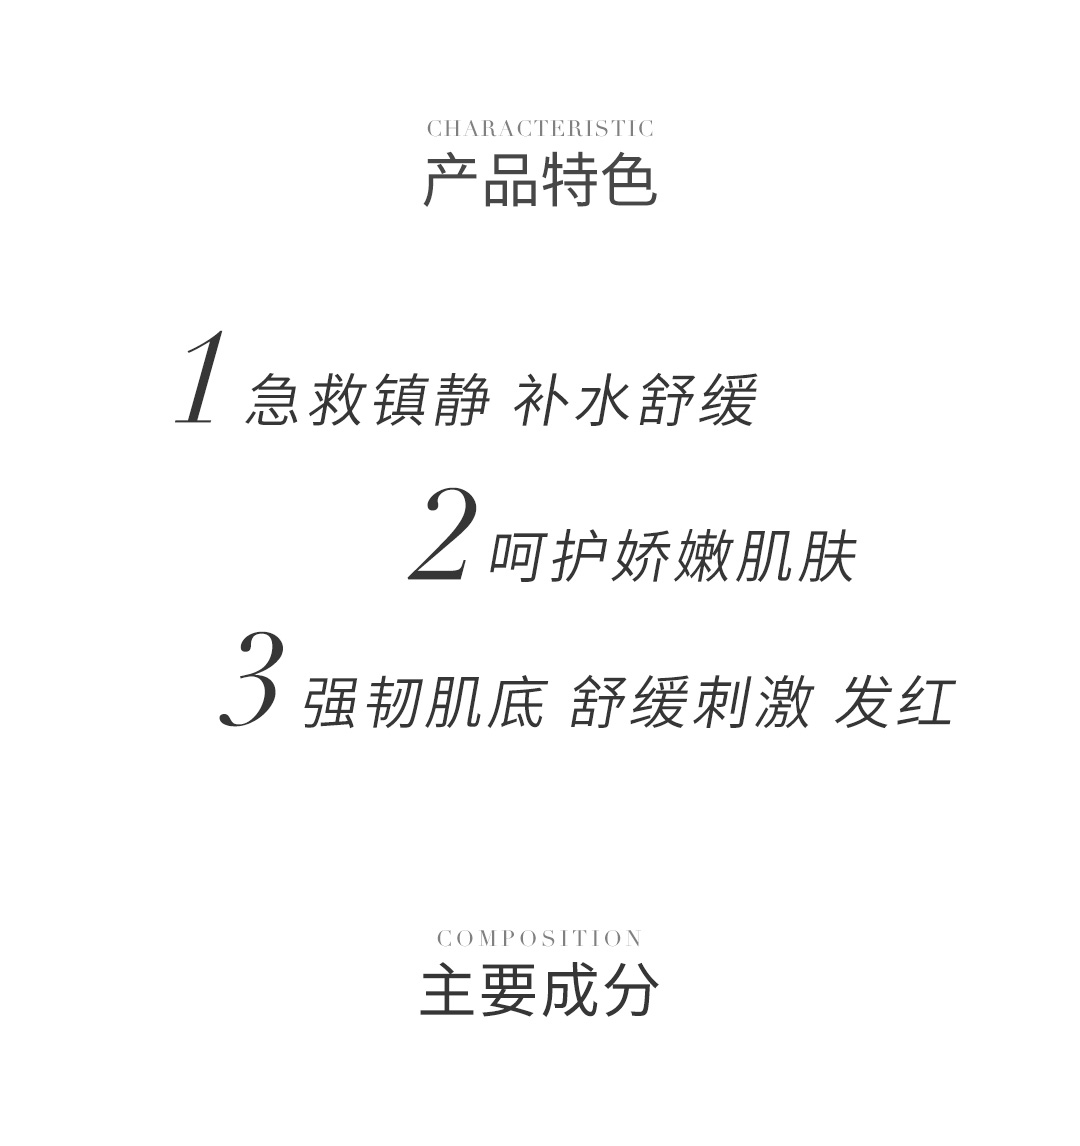 CHARACTERISTIC
产品特色
1 急救镇静 补水舒缓
2 呵护娇嫩肌肤
3 强韧肌底 舒缓刺激 发红
COMPOSITION
主要成分